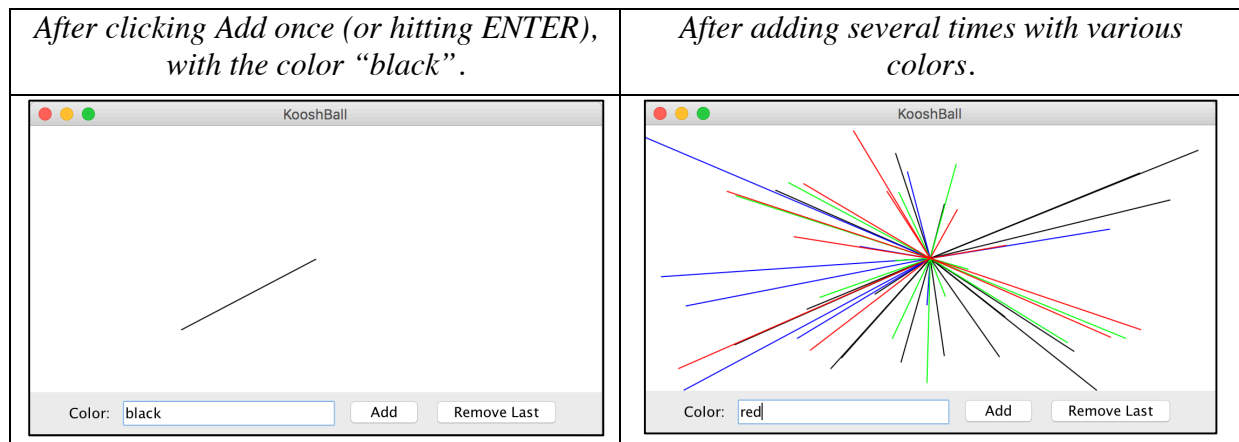 After clicking Add once (or hitting ENTER),
with the color “black”.
After adding several times with various
colors.
KooshBall
Color: black Add Remove Last
KooshBall
Color: red Add Remove Last